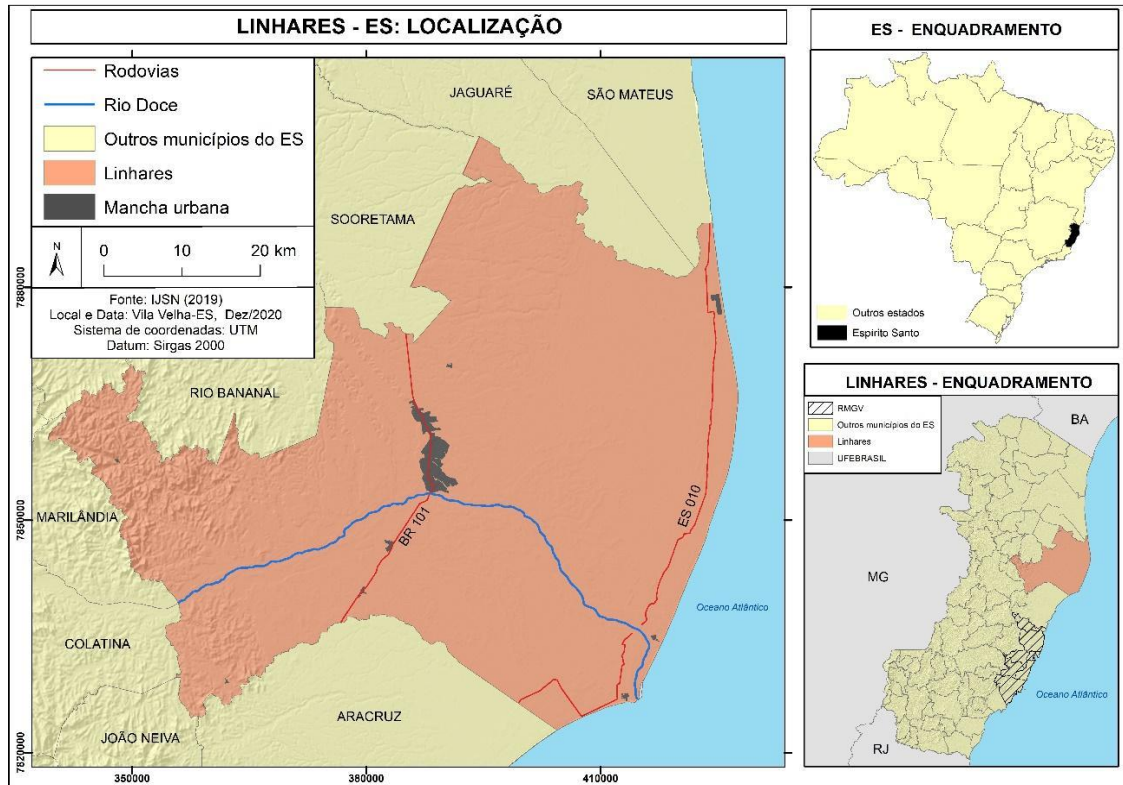 LINHARES - ES: LOCALIZAÇÃO
Rodovias
Rio Doce
Outros municípios do ES
Linhares
Mancha urbana
N
0 10 20 km
Fonte: IJSN (2019)
Local e Data: Vila Velha-ES, Dez/2020
Sistema de coordenadas: UTM
Datum: Sirgas 2000
JAGUARÉ
SÃO MATEUS
SOORETAMA
RIO BANANAL
MARILÂNDIA
BR 101
ES 010
Oceano Atlântico
COLATINA
ARACRUZ
JOÃO NEIVA
7880000
7850000
7820000
350000 380000 410000
ES - ENQUADRAMENTO
Outros estados
Espírito Santo
LINHARES - ENQUADRAMENTO
RMGV
Outros municípios do ES
Linhares
UFEBRASIL
BA
MG
Oceano Atlântico
RJ